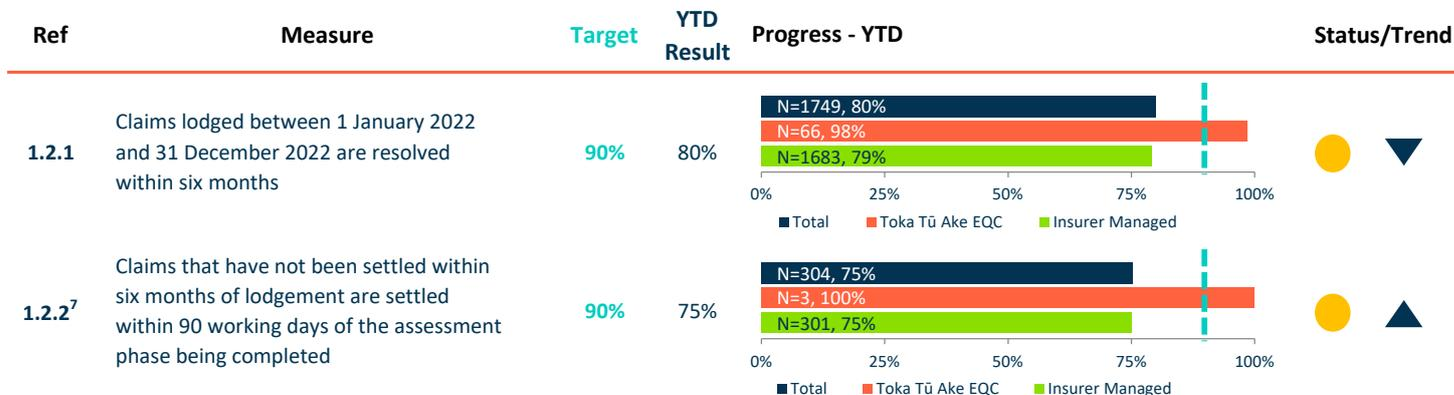 Ref Measure Target YTD Result Progress - YTD Status/Trend
1.2.1
Claims lodged between 1 January 2022
and 31 December 2022 are resolved
within six months
90%
80%
N=1749, 80%
N=66, 98%
N=1683, 79%
0% 25% 50% 75% 100%
Total Toka Tū Ake EQC Insurer Managed
1.2.2⁷
Claims that have not been settled within
six months of lodgement are settled
within 90 working days of the assessment
phase being completed
90%
75%
N=304, 75%
N=3, 100%
N=301, 75%
0% 25% 50% 75% 100%
Total Toka Tū Ake EQC Insurer Managed